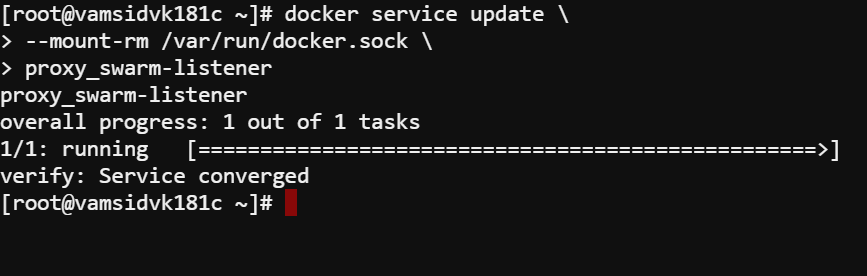 [root@vamsidvk181c ~]# docker service update \
> --mount-rm /var/run/docker.sock \
> proxy_swarm-listener
proxy_swarm-listener
overall progress: 1 out of 1 tasks
1/1: running   [==================================================>]
verify: Service converged
[root@vamsidvk181c ~]#